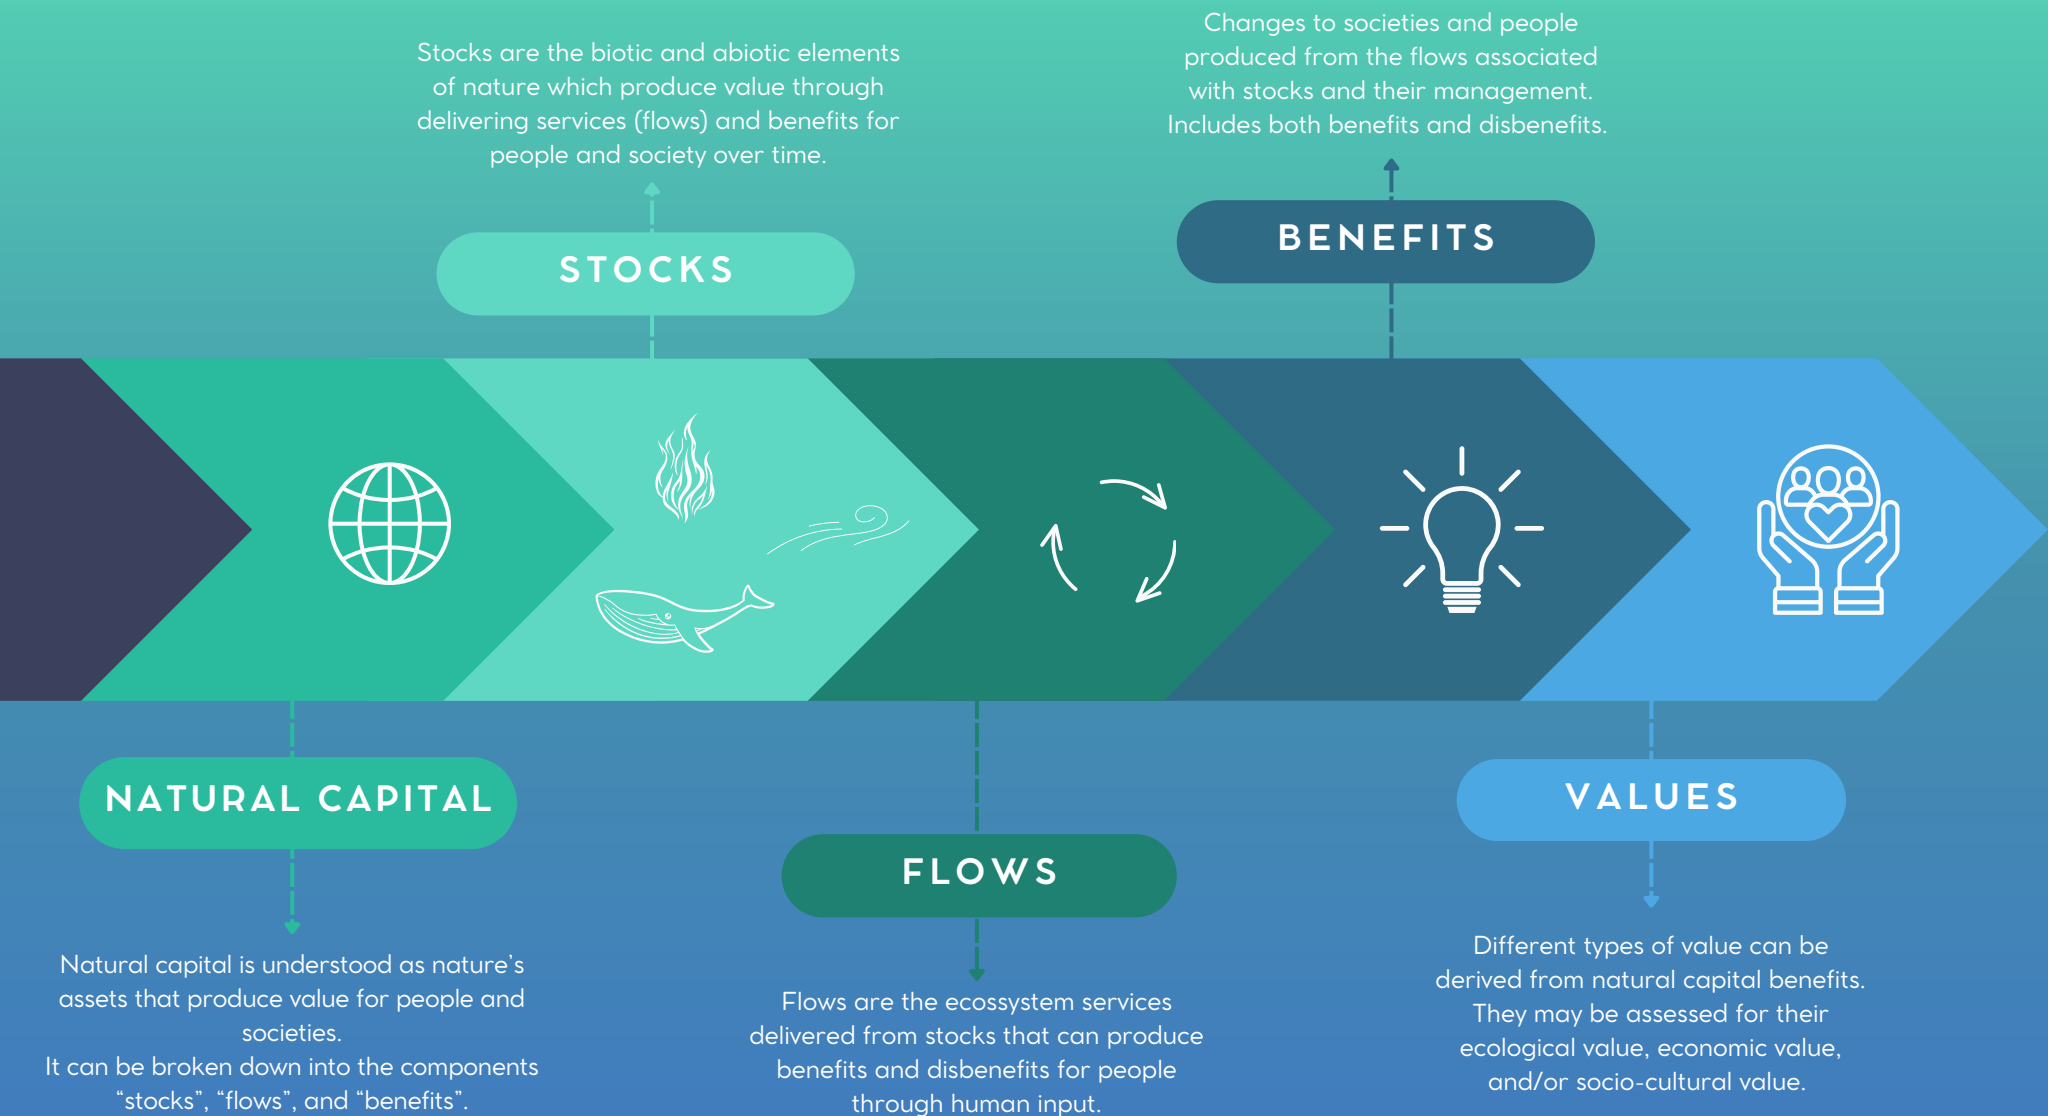 Stocks are the biotic and abiotic elements
of nature which produce value through
delivering services (flows) and benefits for
people and society over time.
STOCKS
Changes to societies and people
produced from the flows associated
with stocks and their management.
Includes both benefits and disbenefits.
BENEFITS
NATURAL CAPITAL
Natural capital is understood as nature's
assets that produce value for people and
societies.
It can be broken down into the components
“stocks”, “flows”, and “benefits”.
FLOWS
Flows are the ecossystem services
delivered from stocks that can produce
benefits and disbenefits for people
through human input.
VALUES
Different types of value can be
derived from natural capital benefits.
They may be assessed for their
ecological value, economic value,
and/or socio-cultural value.